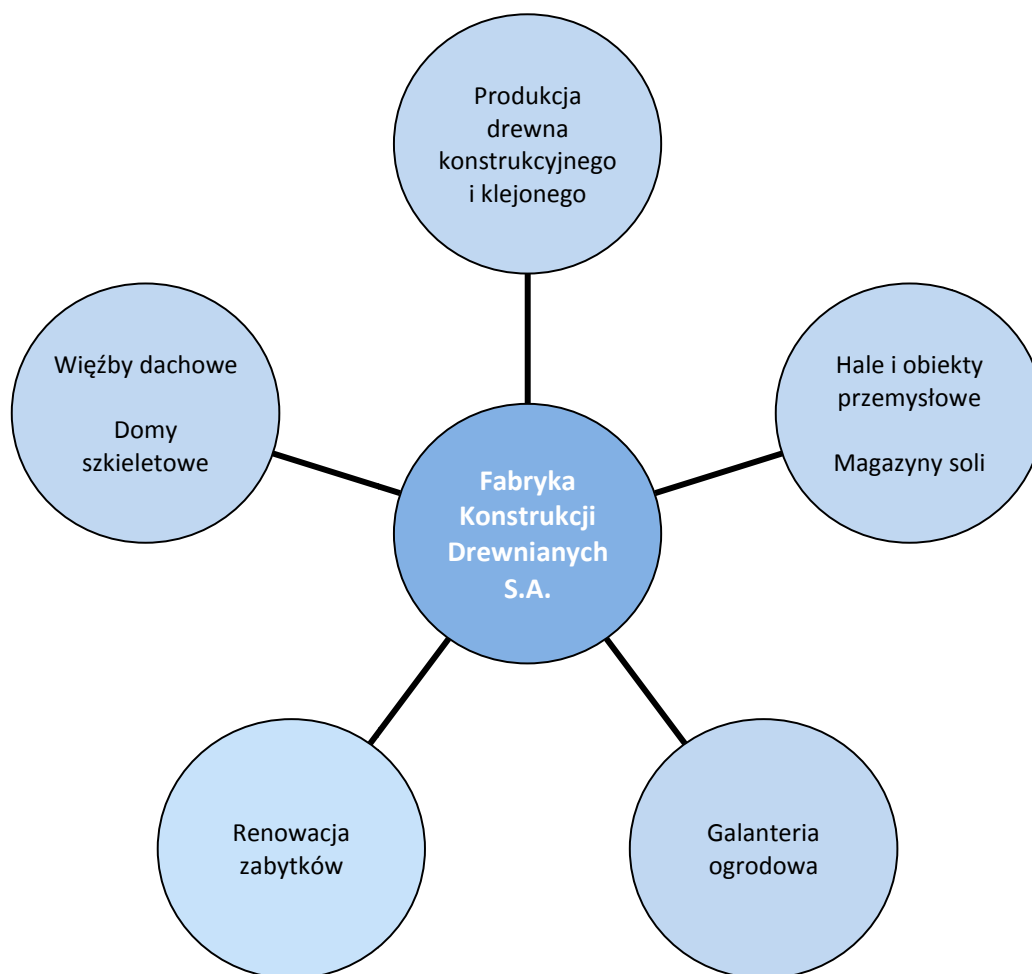 Produkcja
drewna
konstrukcyjnego
i klejonego
Więźby dachowe
Domy
szkieletowe
Hale i obiekty
przemysłowe
Magazyny soli
Fabryka
Konstrukcji
Drewnianych
S.A.
Renowacja
zabytków
Galanteria
ogrodowa